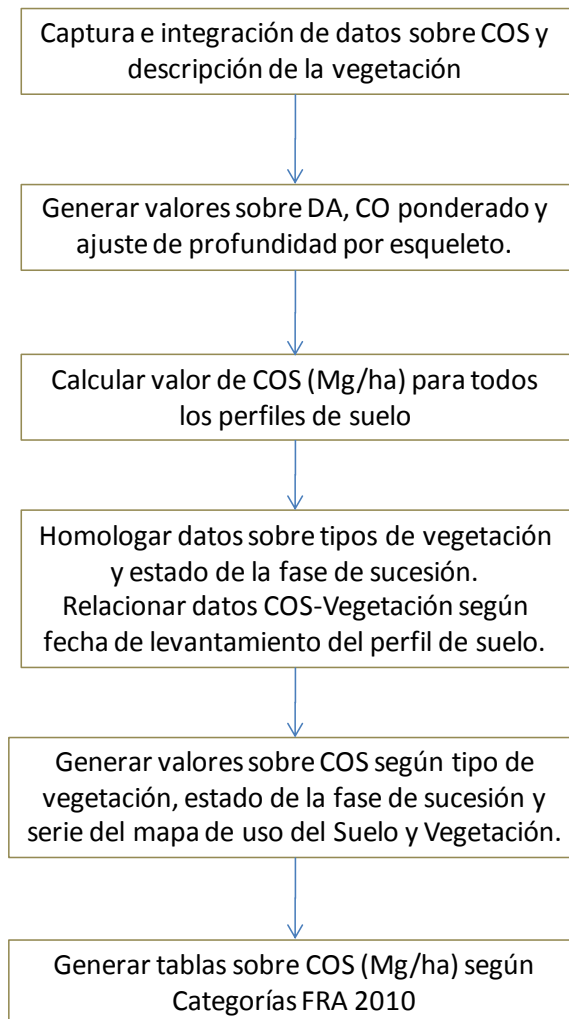 Captura e integración de datos sobre COS y
descripción de la vegetación
Generar valores sobre DA, CO ponderado y
ajuste de profundidad por esqueleto.
Calcular valor de COS (Mg/ha) para todos
los perfiles de suelo
Homologar datos sobre tipos de vegetación
y estado de la fase de sucesión.
Relacionar datos COS-Vegetación según
fecha de levantamiento del perfil de suelo.
Generar valores sobre COS según tipo de
vegetación, estado de la fase de sucesión y
serie del mapa de uso del Suelo y Vegetación.
Generar tablas sobre COS (Mg/ha) según
Categorías FRA 2010